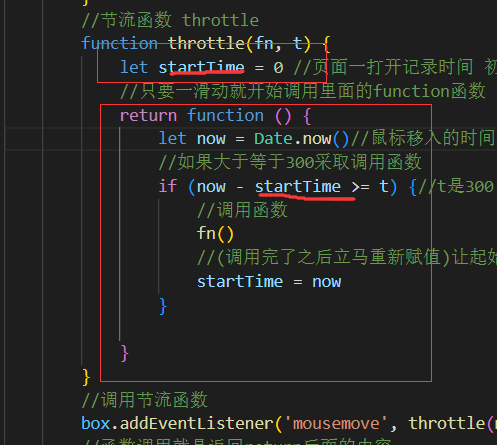 }
//节流函数 throttle
function throttle(fn, t) {
let startTime = 0 //页面一打开记录时间 初
//只要一滑动就开始调用里面的function函数
return function () {
let now = Date.now()//鼠标移入的时间
//如果大于等于300采取调用函数
if (now - startTime >= t) {//t是300
//调用函数
fn()
//(调用完了之后立马重新赋值)让起始
startTime = now
}
}
}
//调用节流函数
box.addEventListener('mousemove', throttle(